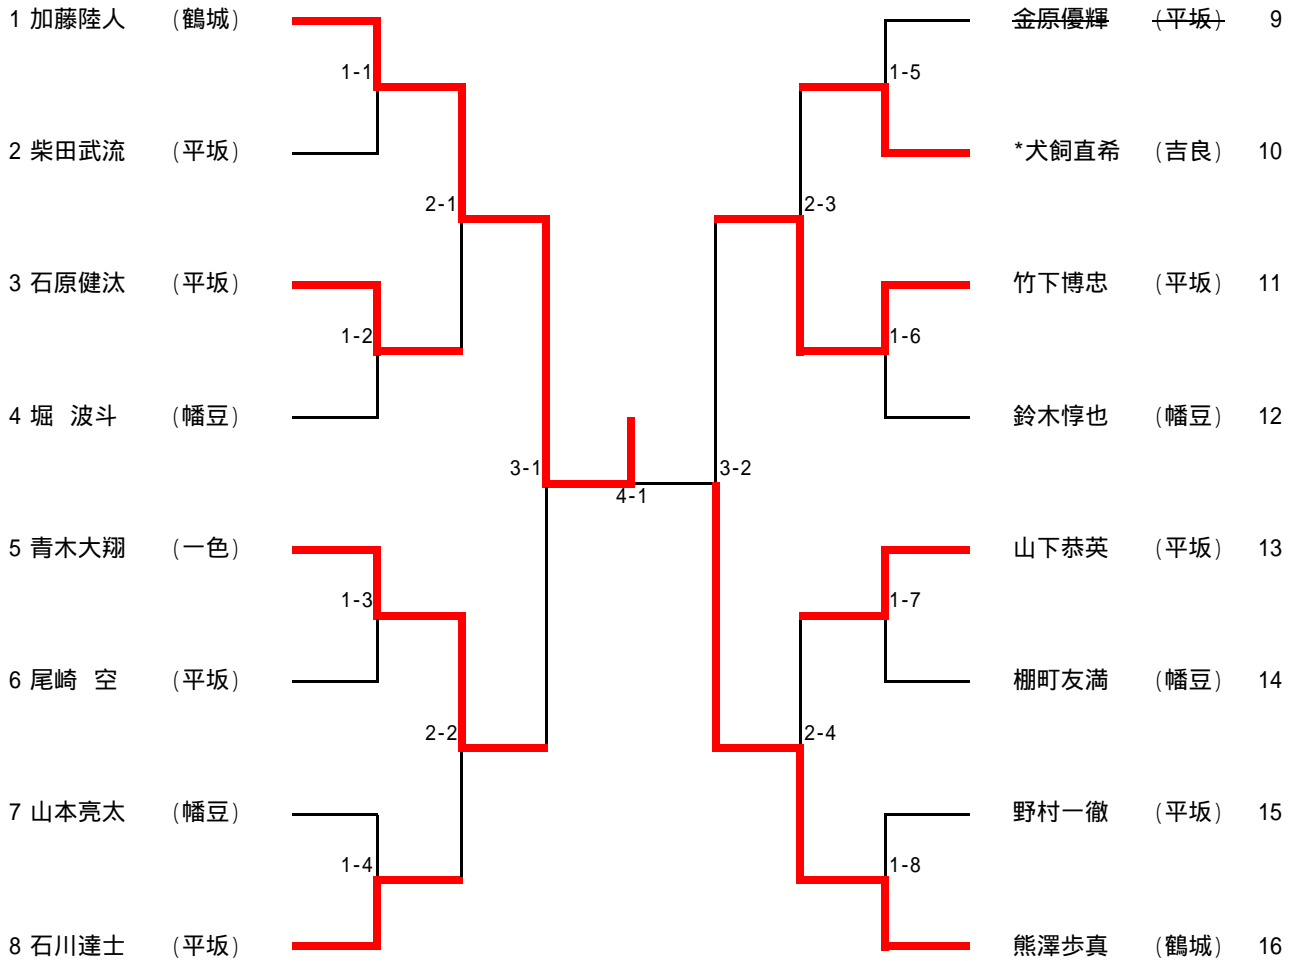 1 加藤陸人 (鶴城)
1-1
2 柴田武流 (平坂)
2-1
3 石原健汰 (平坂)
1-2
4 堀 波斗 (幡豆)
3-1
5 青木大翔 (一色)
1-3
6 尾崎 空 (平坂)
2-2
7 山本亮太 (幡豆)
1-4
8 石川達士 (平坂)
4-1
金原優輝 (平坂) 9
1-5
*犬飼直希 (吉良) 10
2-3
竹下博忠 (平坂) 11
1-6
鈴木惇也 (幡豆) 12
3-2
山下恭英 (平坂) 13
1-7
棚町友満 (幡豆) 14
2-4
野村一徹 (平坂) 15
1-8
熊澤歩真 (鶴城) 16